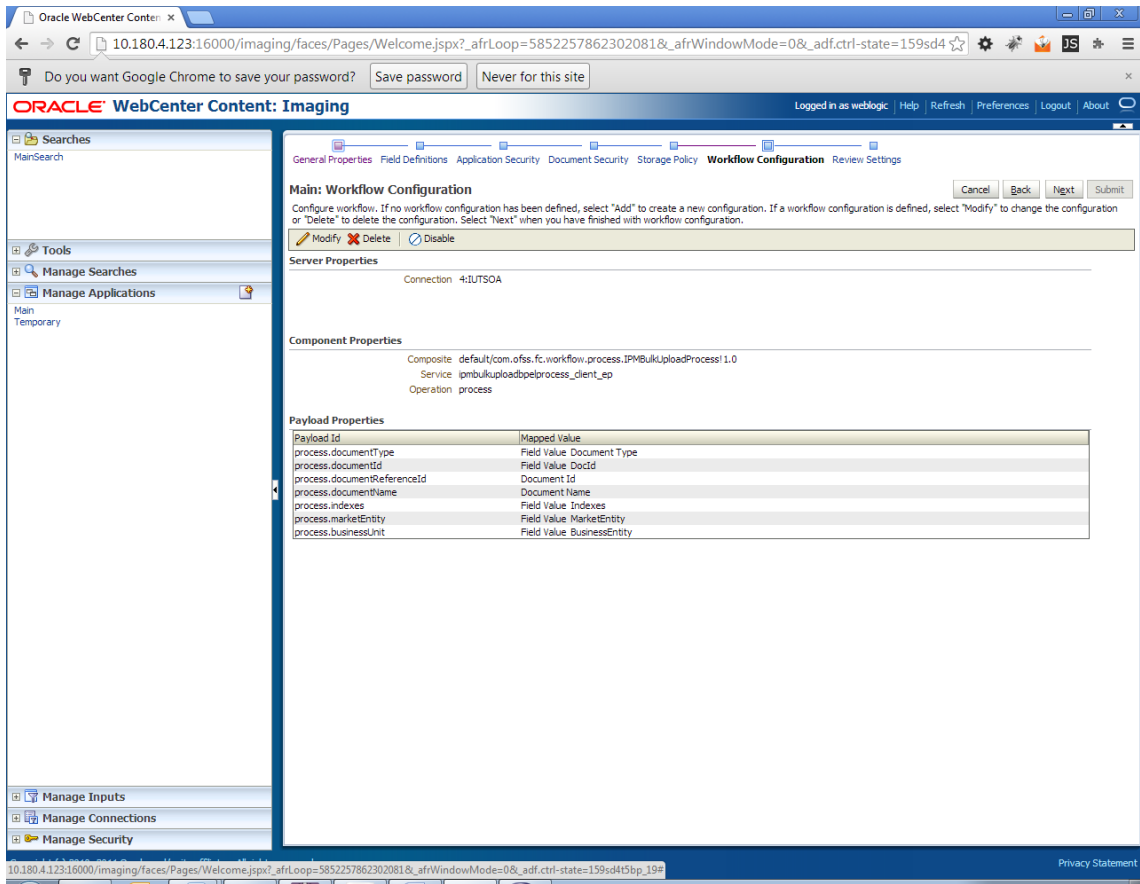 Oracle WebCenter Conten ×
10.180.4.123:16000/imaging/faces/Pages/Welcome.jspx?_afrLoop=5852257862302081&_afrWindowMode=0&_adf.ctrl-state=159sd4
Do you want Google Chrome to save your password? Save password Never for this site ×
ORACLE WebCenter Content: Imaging
Logged in as weblogic | Help | Refresh | Preferences | Logout | About
Searches
MainSearch
Tools
Manage Searches
Manage Applications
Main
Temporary
Manage Inputs
Manage Connections
Manage Security
General Properties Field Definitions Application Security Document Security Storage Policy Workflow Configuration Review Settings
Main: Workflow Configuration
Cancel Back Next Submit
Configure workflow. If no workflow configuration has been defined, select "Add" to create a new configuration. If a workflow configuration is defined, select "Modify" to change the configuration
or "Delete" to delete the configuration. Select "Next" when you have finished with workflow configuration.
Modify Delete Disable
Server Properties
Connection 4:IUTSOA
Component Properties
Composite default/com.ofss.fc.workflow.process.IPMBulkUploadProcess!1.0
Service ipmbulkuploadbpelprocess_client_ep
Operation process
Payload Properties
Payload Id Mapped Value
process.documentType Field Value Document Type
process.documentId Field Value DocId
process.documentReferenceId Document Id
process.documentName Document Name
process.indexes Field Value Indexes
process.marketEntity Field Value MarketEntity
process.businessUnit Field Value BusinessEntity
Privacy Statement
10.180.4.123:16000/imaging/faces/Pages/Welcome.jspx?_afrLoop=5852257862302081&_afrWindowMode=0&_adf.ctrl-state=159sd4t5bp_19#